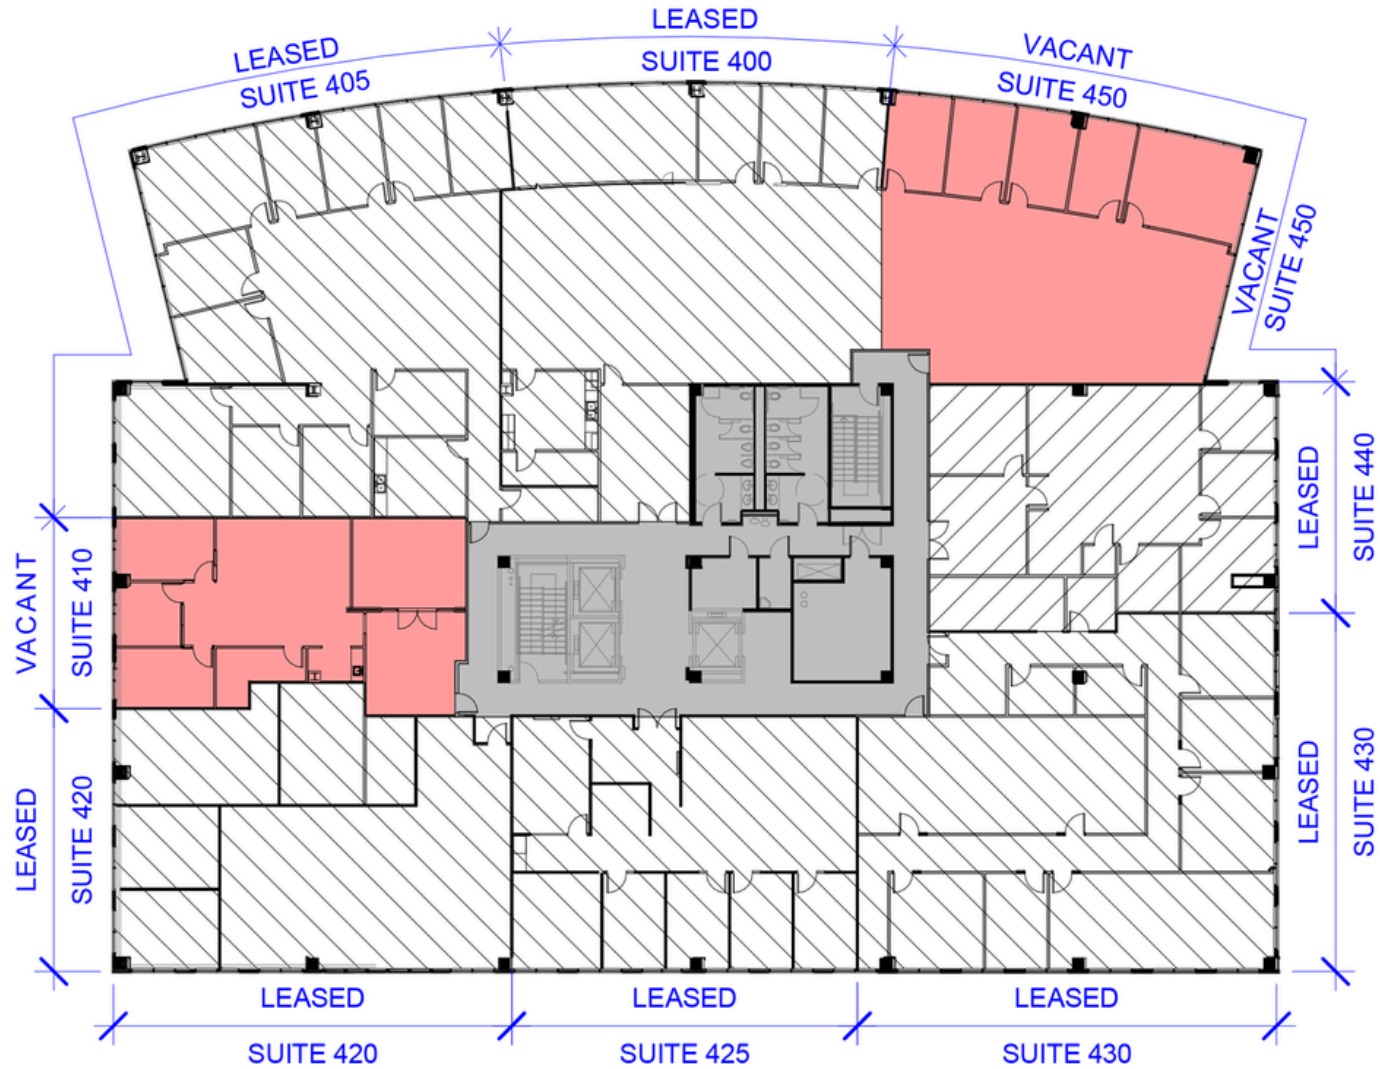 LEASED
SUITE 405
LEASED
SUITE 400
VACANT
SUITE 450
VACANT
SUITE 450
VACANT
SUITE 410
LEASED
SUITE 420
LEASED
SUITE 440
LEASED
SUITE 430
LEASED
SUITE 420
LEASED
SUITE 425
LEASED
SUITE 430